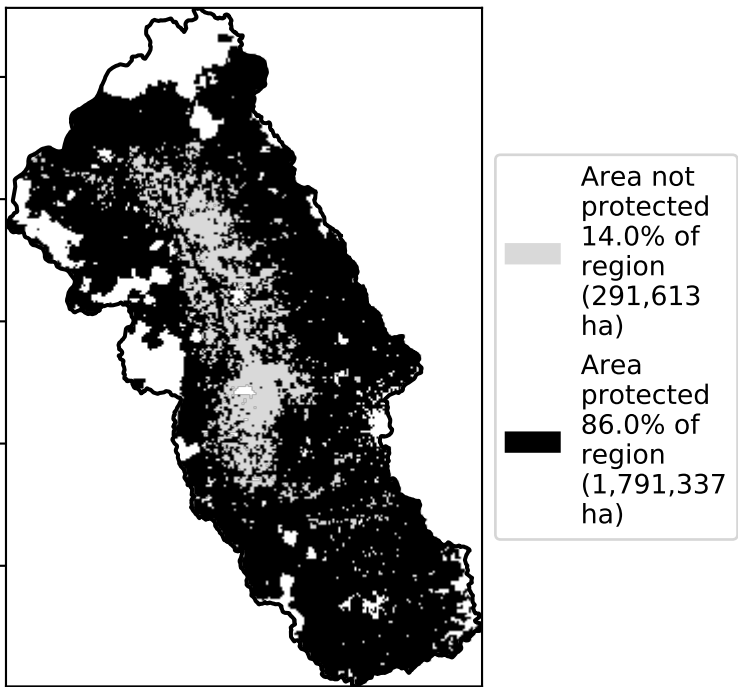 Area not
protected
14.0% of
region
(291,613
ha)
Area
protected
86.0% of
region
(1,791,337
ha)